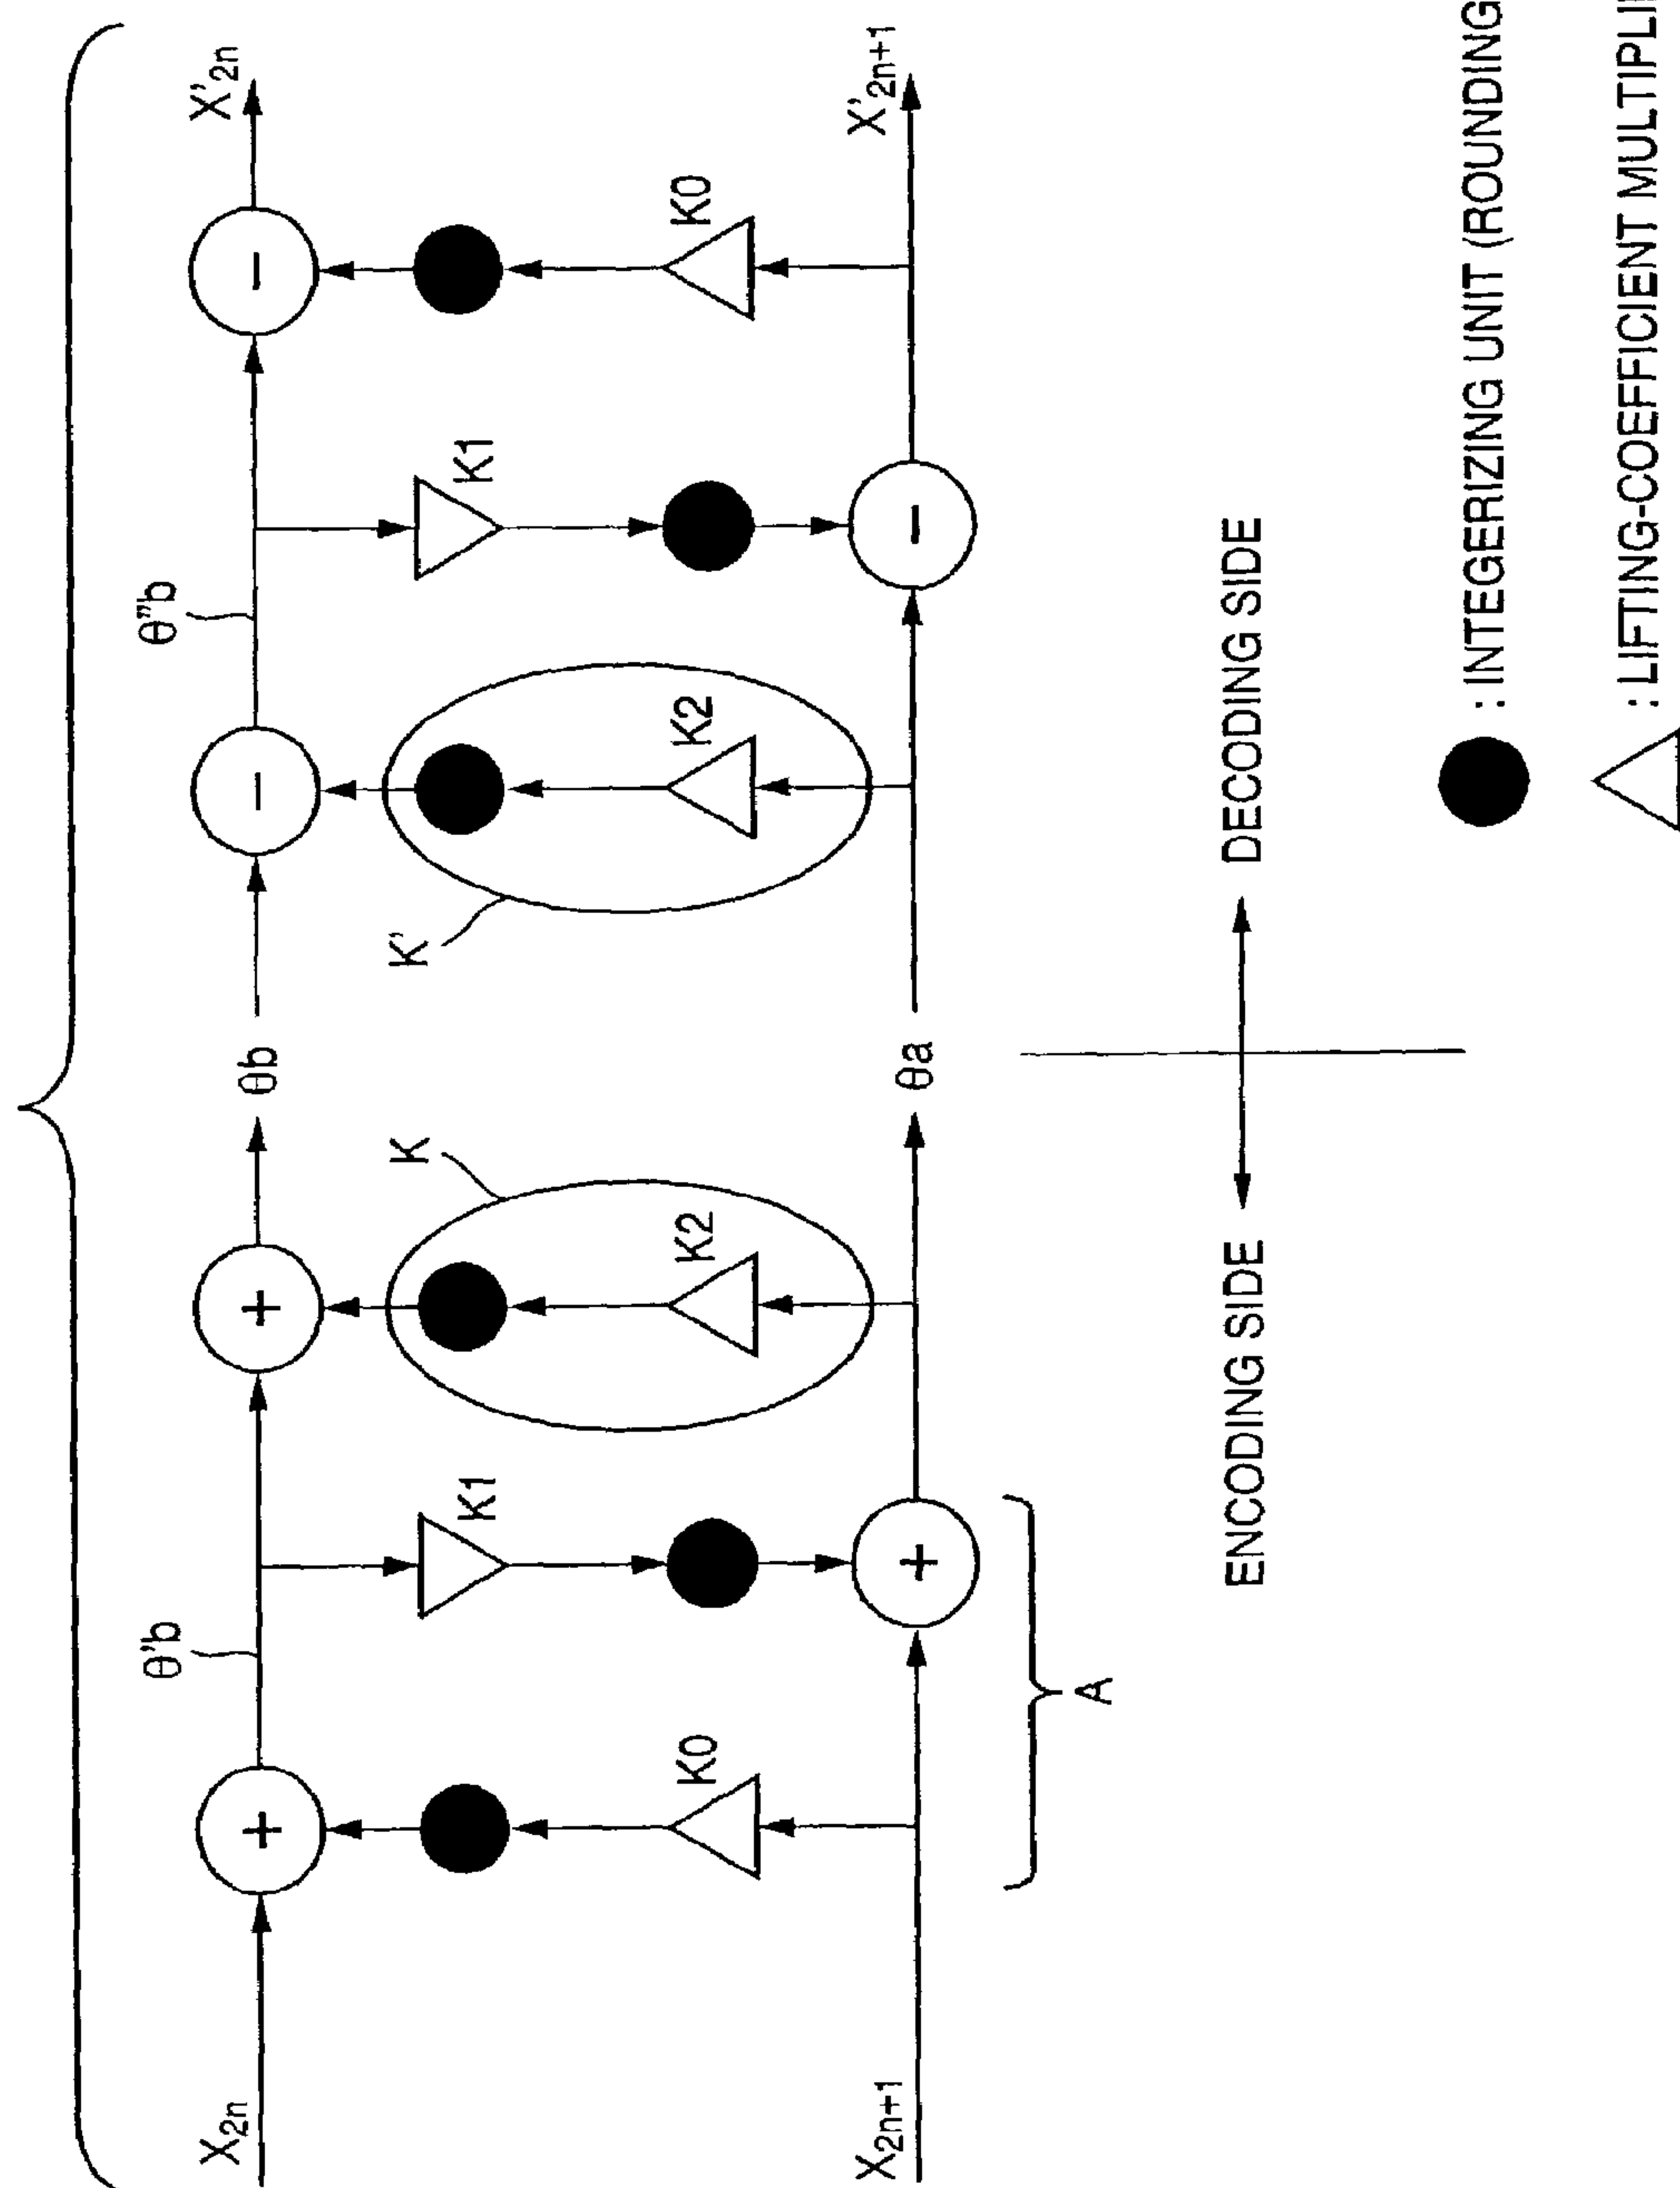 X2n
X2n+1
+
K0
θ'b
K1
+
A
+
K2
K
θb
θa
−
K2
K'
θ"b
K1
−
−
K0
X'2n
X'2n+1
ENCODING SIDE
DECODING SIDE
: INTEGERIZING UNIT (ROUNDING
: LIFTING-COEFFICIENT